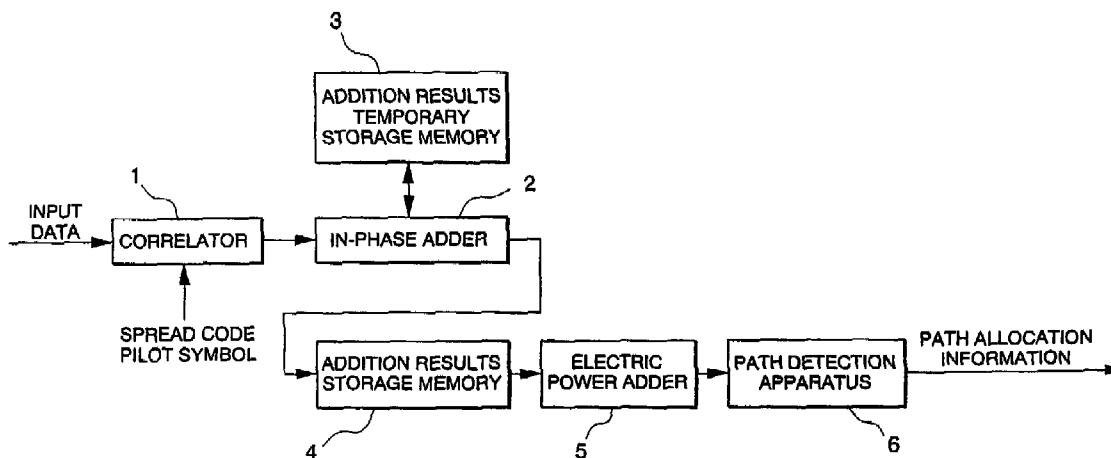 3
ADDITION RESULTS
TEMPORARY
STORAGE MEMORY
1
2
INPUT
DATA
CORRELATOR
IN-PHASE ADDER
SPREAD CODE
PILOT SYMBOL
ADDITION RESULTS
STORAGE MEMORY
ELECTRIC
POWER ADDER
PATH DETECTION
APPARATUS
PATH ALLOCATION
INFORMATION
4
5
6